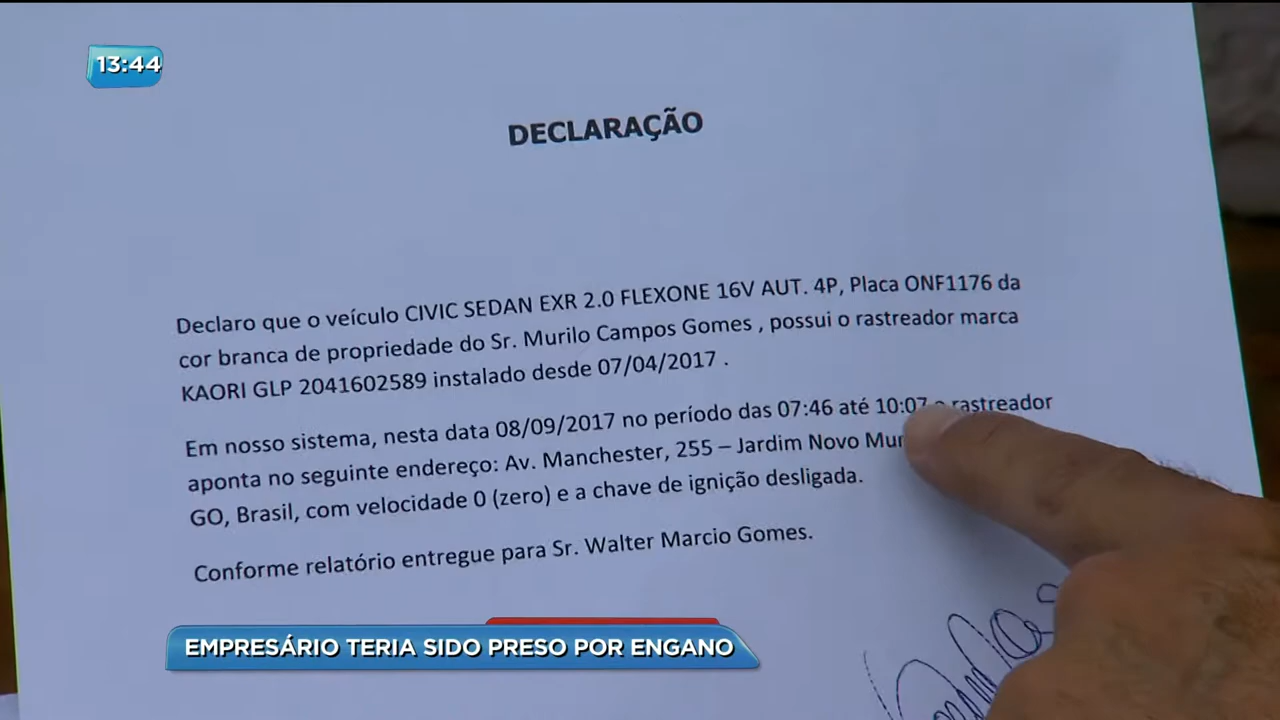 13:44
DECLARAÇÃO
Declaro que o veículo CIVIC SEDAN EXR 2.0 FLEXONE 16V AUT. 4P, Placa ONF1176 da
cor branca de propriedade do Sr. Murilo Campos Gomes , possui o rastreador marca
KAORI GLP 2041602589 instalado desde 07/04/2017 .
Em nosso sistema, nesta data 08/09/2017 no período das 07:46 até 10:07 o rastreador
aponta no seguinte endereço: Av. Manchester, 255 – Jardim Novo
GO, Brasil, com velocidade 0 (zero) e a chave de ignição desligada.
Conforme relatório entregue para Sr. Walter Marcio Gomes.
EMPRESÁRIO TERIA SIDO PRESO POR ENGANO